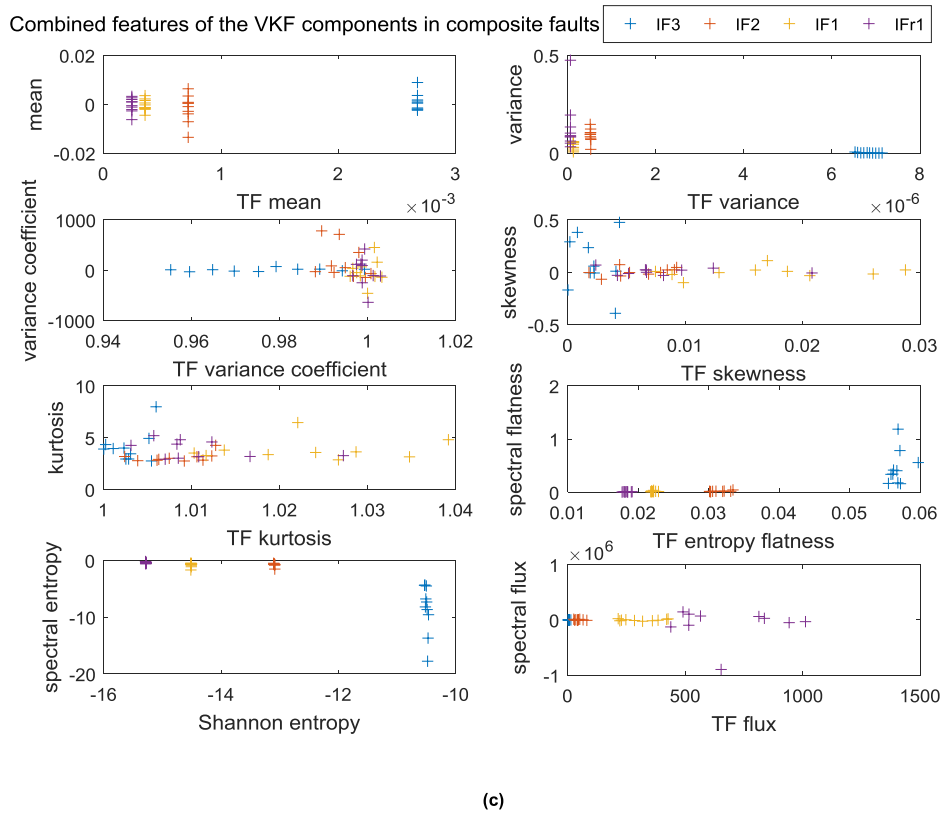 Combined features of the VKF components in composite faults
IF3 IF2 IF1 IFr1
0.02
0
-0.02
mean
0 1 2 3
TF mean
×10⁻³
0.5
0
variance
0 2 4 6 8
TF variance
×10⁻⁶
1000
0
-1000
variance coefficient
0.94 0.96 0.98 1 1.02
TF variance coefficient
0.5
0
-0.5
skewness
0 0.01 0.02 0.03
TF skewness
10
5
0
kurtosis
1 1.01 1.02 1.03 1.04
TF kurtosis
2
1
0
spectral flatness
0.01 0.02 0.03 0.04 0.05 0.06
TF entropy flatness
0
-10
-20
spectral entropy
-16 -14 -12 -10
Shannon entropy
×10⁶
1
0
-1
spectral flux
0 500 1000 1500
TF flux
(c)